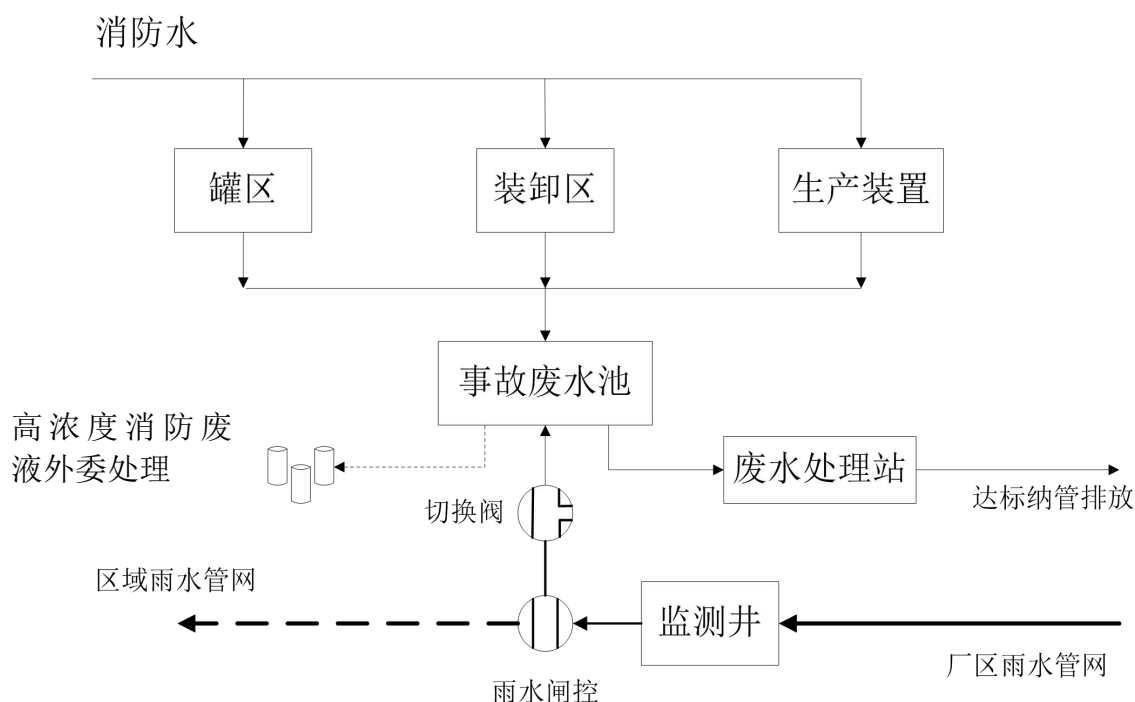 消防水
罐区
装卸区
生产装置
事故废水池
高浓度消防废
液外委处理
废水处理站
达标纳管排放
切换阀
区域雨水管网
监测井
厂区雨水管网
雨水闸控